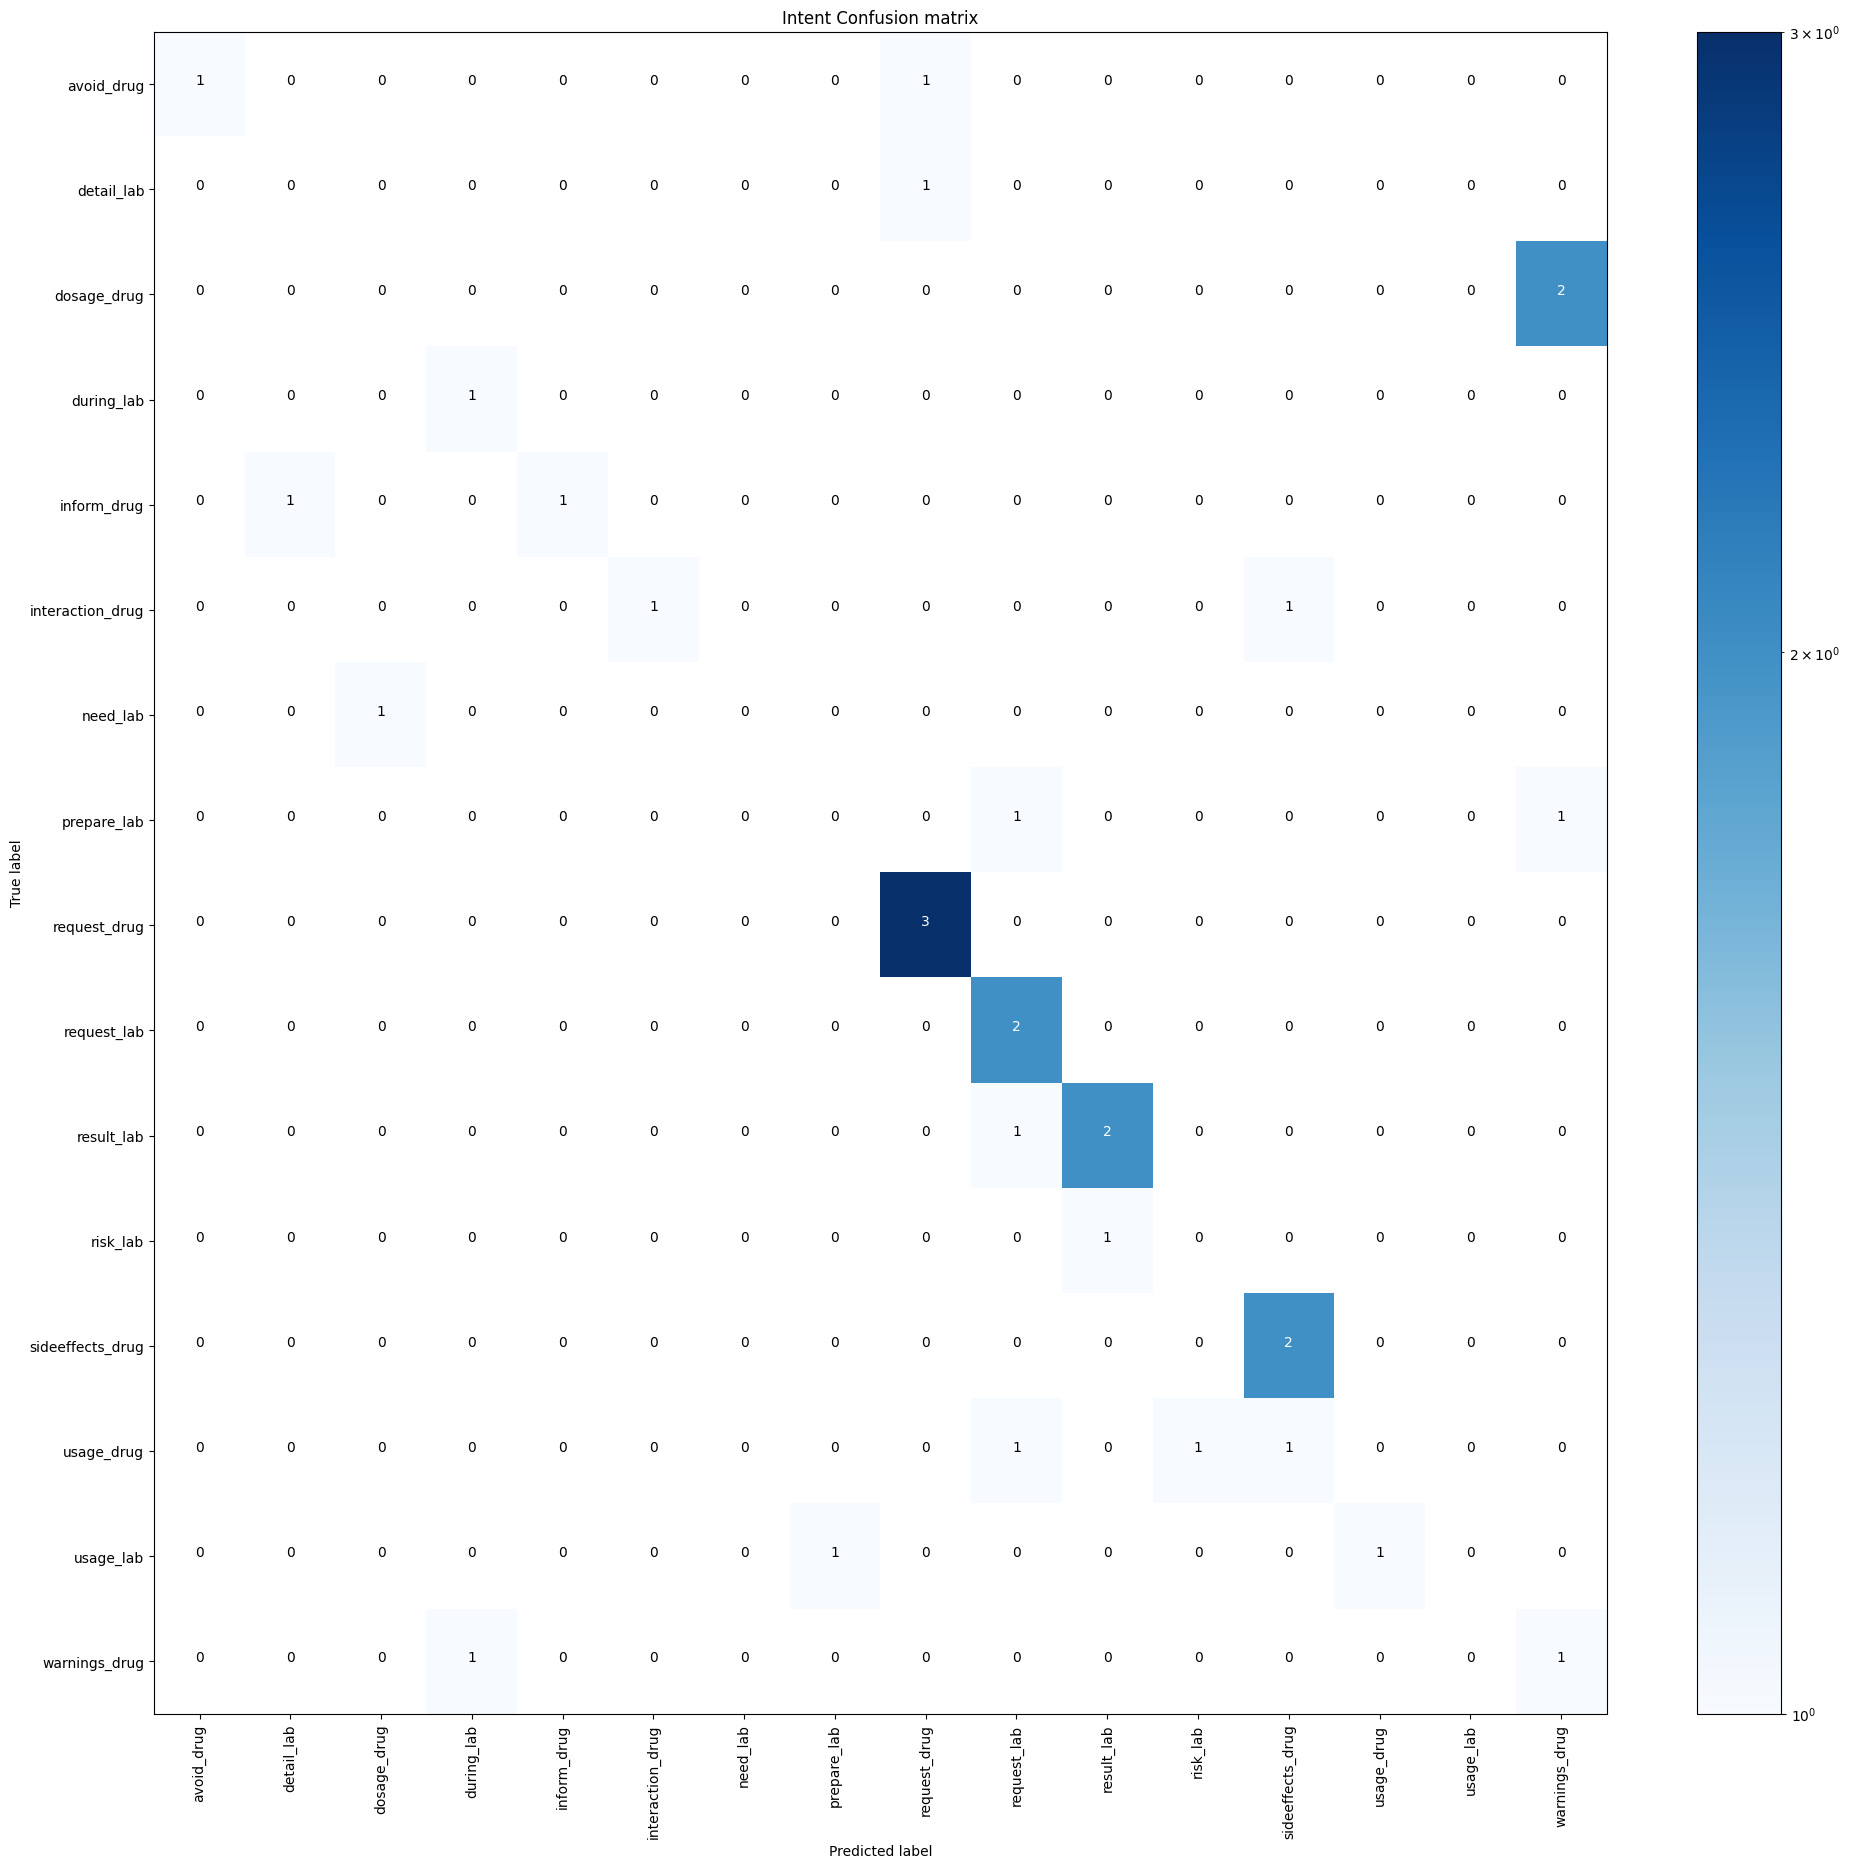 Intent Confusion matrix
avoid_drug 1 0 0 0 0 0 0 0 1 0 0 0 0 0 0 0
detail_lab 0 0 0 0 0 0 0 0 1 0 0 0 0 0 0 0
dosage_drug 0 0 0 0 0 0 0 0 0 0 0 0 0 0 0 2
during_lab 0 0 0 1 0 0 0 0 0 0 0 0 0 0 0 0
inform_drug 0 1 0 0 1 0 0 0 0 0 0 0 0 0 0 0
interaction_drug 0 0 0 0 0 1 0 0 0 0 0 0 1 0 0 0
need_lab 0 0 1 0 0 0 0 0 0 0 0 0 0 0 0 0
prepare_lab 0 0 0 0 0 0 0 0 0 1 0 0 0 0 0 1
request_drug 0 0 0 0 0 0 0 0 3 0 0 0 0 0 0 0
request_lab 0 0 0 0 0 0 0 0 0 2 0 0 0 0 0 0
result_lab 0 0 0 0 0 0 0 0 0 1 2 0 0 0 0 0
risk_lab 0 0 0 0 0 0 0 0 0 0 1 0 0 0 0 0
sideeffects_drug 0 0 0 0 0 0 0 0 0 0 0 0 2 0 0 0
usage_drug 0 0 0 0 0 0 0 0 0 1 0 1 1 0 0 0
usage_lab 0 0 0 0 0 0 0 1 0 0 0 0 0 1 0 0
warnings_drug 0 0 0 1 0 0 0 0 0 0 0 0 0 0 0 1
True label
avoid_drug
detail_lab
dosage_drug
during_lab
inform_drug
interaction_drug
need_lab
prepare_lab
request_drug
request_lab
result_lab
risk_lab
sideeffects_drug
usage_drug
usage_lab
warnings_drug
Predicted label
3 × 10⁰
2 × 10⁰
10⁰